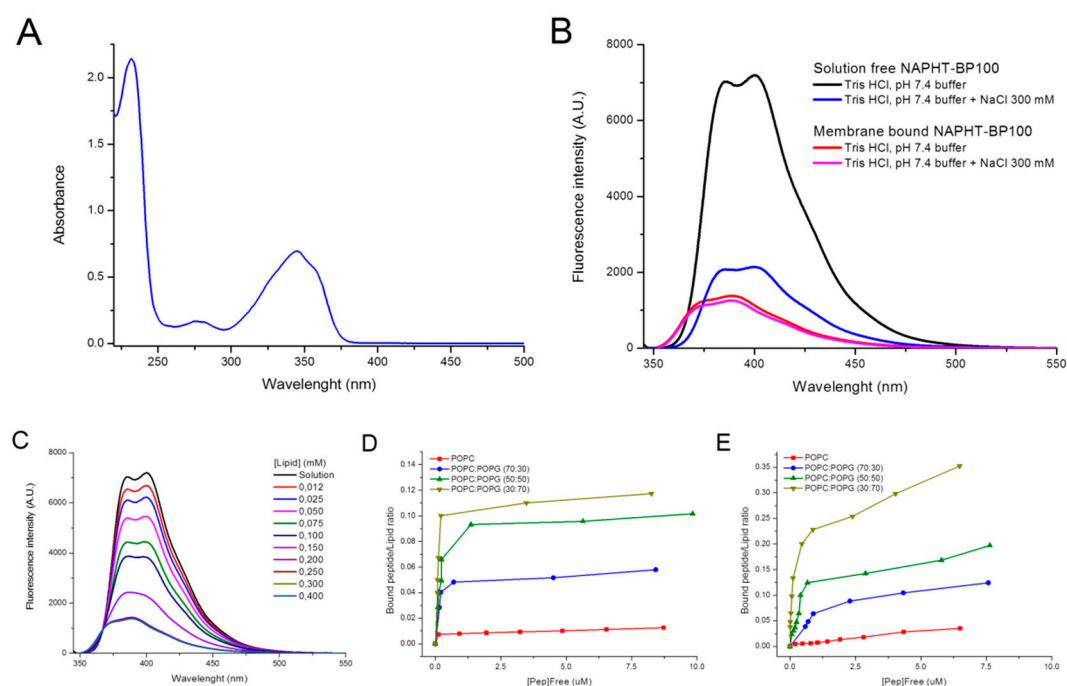 A
Absorbance
2.0
1.5
1.0
0.5
0.0
250
300
350
400
450
500
Wavelenght (nm)
B
Fluorescence intensity (A.U.)
8000
6000
4000
2000
0
350
400
450
500
550
Wavelenght (nm)
Solution free NAPHT-BP100
Tris HCl, pH 7.4 buffer
Tris HCl, pH 7.4 buffer + NaCl 300 mM
Membrane bound NAPHT-BP100
Tris HCl, pH 7.4 buffer
Tris HCl, pH 7.4 buffer + NaCl 300 mM
C
Fluorescence intensity (A.U.)
8000
7000
6000
5000
4000
3000
2000
1000
0
350
400
450
500
550
Wavelenght (nm)
[Lipid] (mM)
Solution
0,012
0,025
0,050
0,075
0,100
0,150
0,200
0,250
0,300
0,400
D
Bound peptide/Lipid ratio
0.14
0.12
0.10
0.08
0.06
0.04
0.02
0.00
0.0
2.5
5.0
7.5
10.0
[Pep]Free (uM)
POPC
POPC:POPG (70:30)
POPC:POPG (50:50)
POPC:POPG (30:70)
E
Bound peptide/Lipid ratio
0.35
0.30
0.25
0.20
0.15
0.10
0.05
0.00
0.0
2.5
5.0
7.5
10.0
[Pep]Free (uM)
POPC
POPC:POPG (70:30)
POPC:POPG (50:50)
POPC:POPG (30:70)